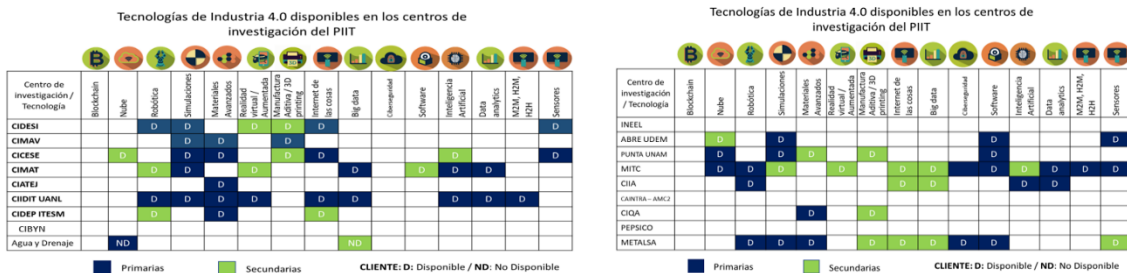 Tecnologías de Industria 4.0 disponibles en los centros de
investigación del PIIT
Centro de investigación / Tecnología Blockchain Nube Robótica Simulaciones Materiales Avanzados Realidad virtual / Aumentada Manufactura Aditiva / 3D printing Internet de las cosas Big data Ciberseguridad Software Inteligencia Artificial Data analytics M2M, H2M, H2H Sensores
CIDESI D D D D D D
CIMAV D D D
CICESE D D D D D D D
CIMAT D D D D D D D
CIATEJ D
CIIDIT UANL D D D D D D D D D
CIDEP ITESM D D D
CIBYN
Agua y Drenaje ND D
Primarias Secundarias CLIENTE: D: Disponible / ND: No Disponible
Tecnologías de Industria 4.0 disponibles en los centros de
investigación del PIIT
Centro de investigación / Tecnología Blockchain Nube Robótica Simulaciones Materiales Avanzados Realidad virtual / Aumentada Manufactura Aditiva / 3D printing Internet de las cosas Big data Ciberseguridad Software Inteligencia Artificial Data analytics M2M, H2M, H2H Sensores
INEEL
ABRE UDEM D D D D
PUNTA UNAM D D D D D
MITC D D D D D D D D D D D D
CIIA D D D D D
CAINTRA – AMC2
CIQA D D
PEPSICO
METALSA D D D D D D D D D
Primarias Secundarias CLIENTE: D: Disponible / ND: No Disponible